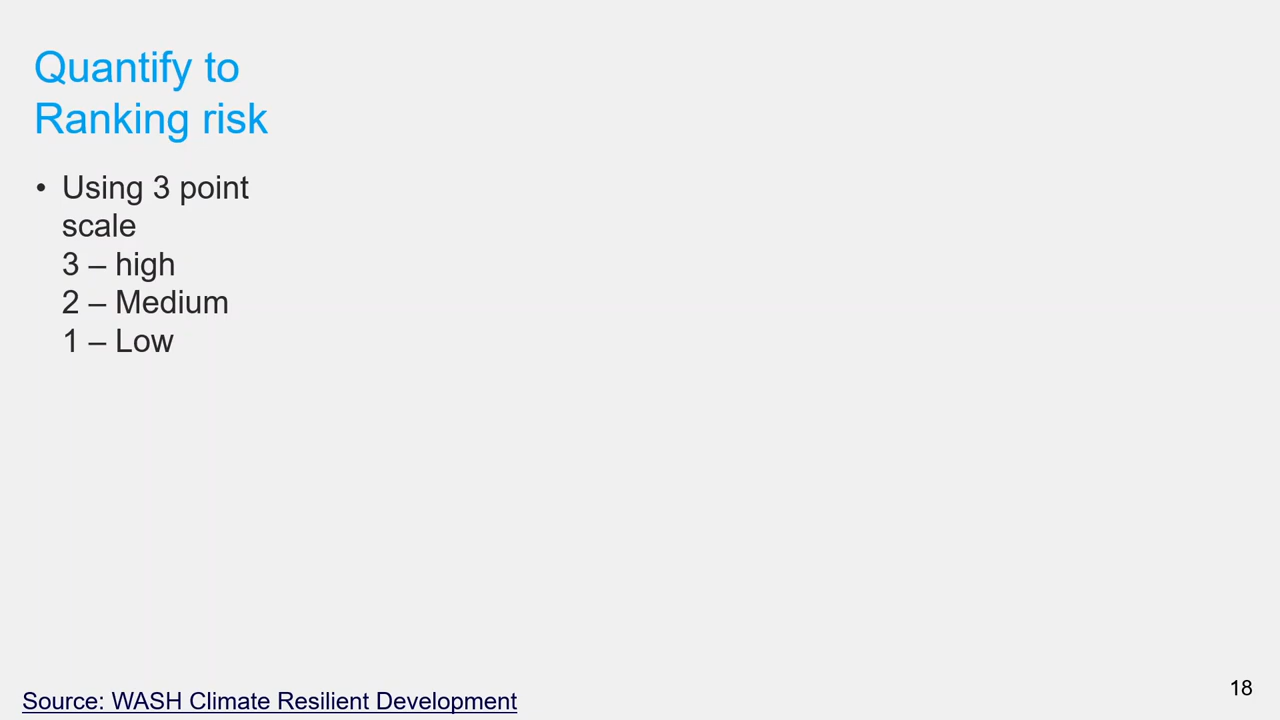 Quantify to
Ranking risk
• Using 3 point
scale
3 – high
2 – Medium
1 – Low
Source: WASH Climate Resilient Development
18